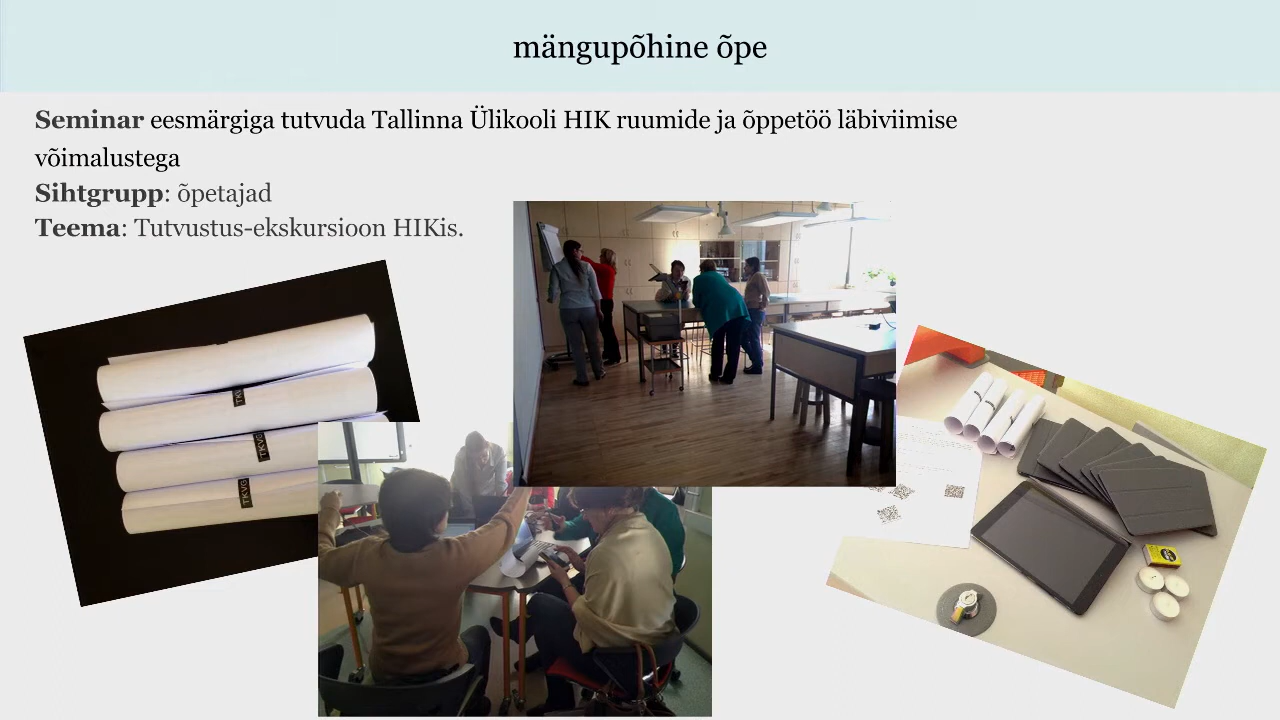 mängupõhine õpe
Seminar eesmärgiga tutvuda Tallinna Ülikooli HIK ruumide ja õppetöö läbiviimise
võimalustega
Sihtgrupp: õpetajad
Teema: Tutvustus-ekskursioon HIKis.
TKVG
TKVG